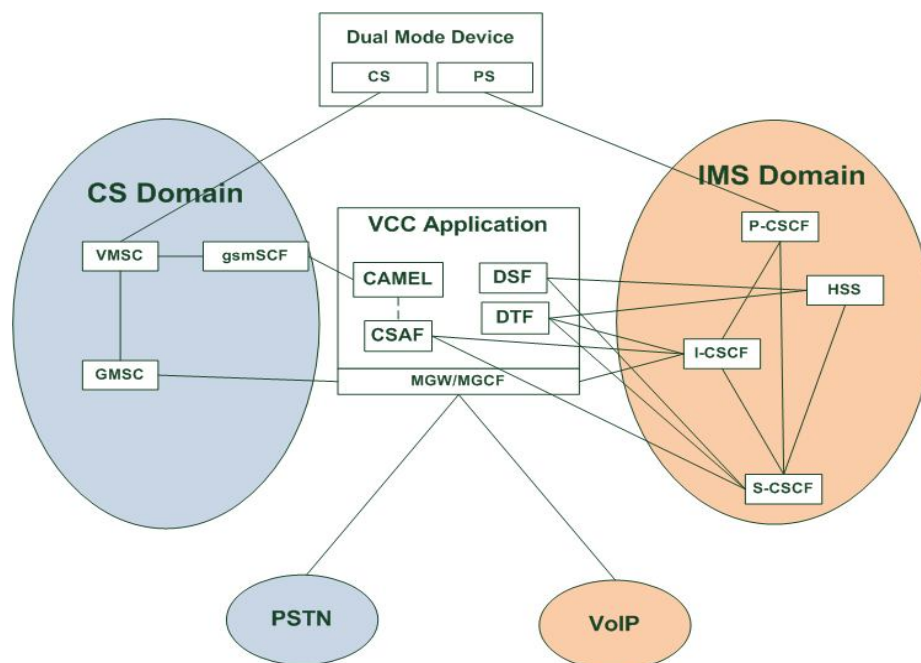 Dual Mode Device
CS
PS
CS Domain
IMS Domain
VCC Application
P-CSCF
VMSC
gsmSCF
CAMEL
DSF
HSS
DTF
CSAF
I-CSCF
GMSC
MGW/MGCF
S-CSCF
PSTN
VoIP